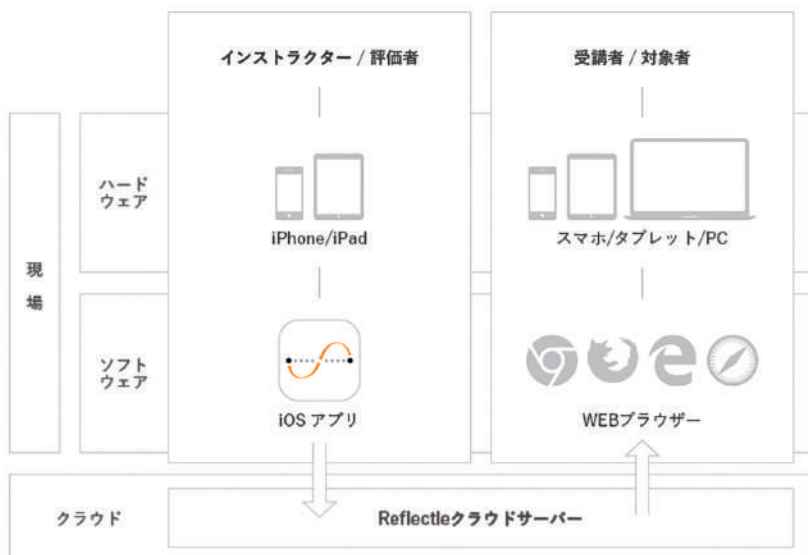 インストラクター / 評価者
受講者 / 対象者
現
場
ハード
ウェア
iPhone/iPad
スマホ/タブレット/PC
ソフト
ウェア
iOS アプリ
WEBブラウザー
クラウド
Reflectleクラウドサーバー